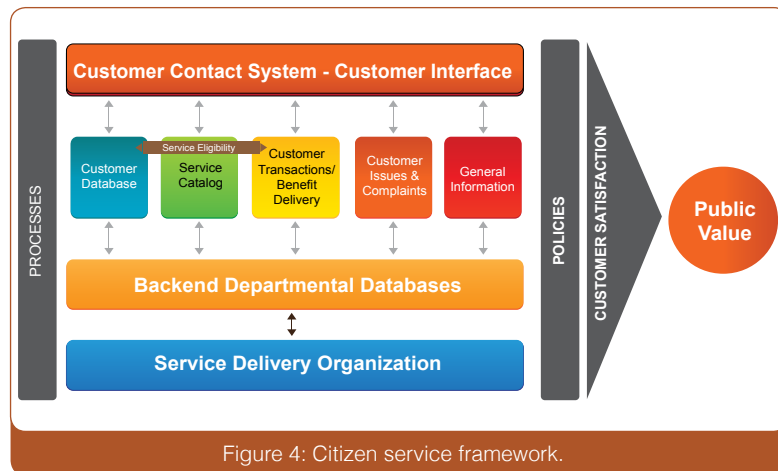 Customer Contact System - Customer Interface
PROCESSES
Service Eligibility
Customer
Database
Service
Catalog
Customer
Transactions/
Benefit
Delivery
Customer
Issues &
Complaints
General
Information
Backend Departmental Databases
Service Delivery Organization
POLICIES
CUSTOMER SATISFACTION
Public
Value
Figure 4: Citizen service framework.